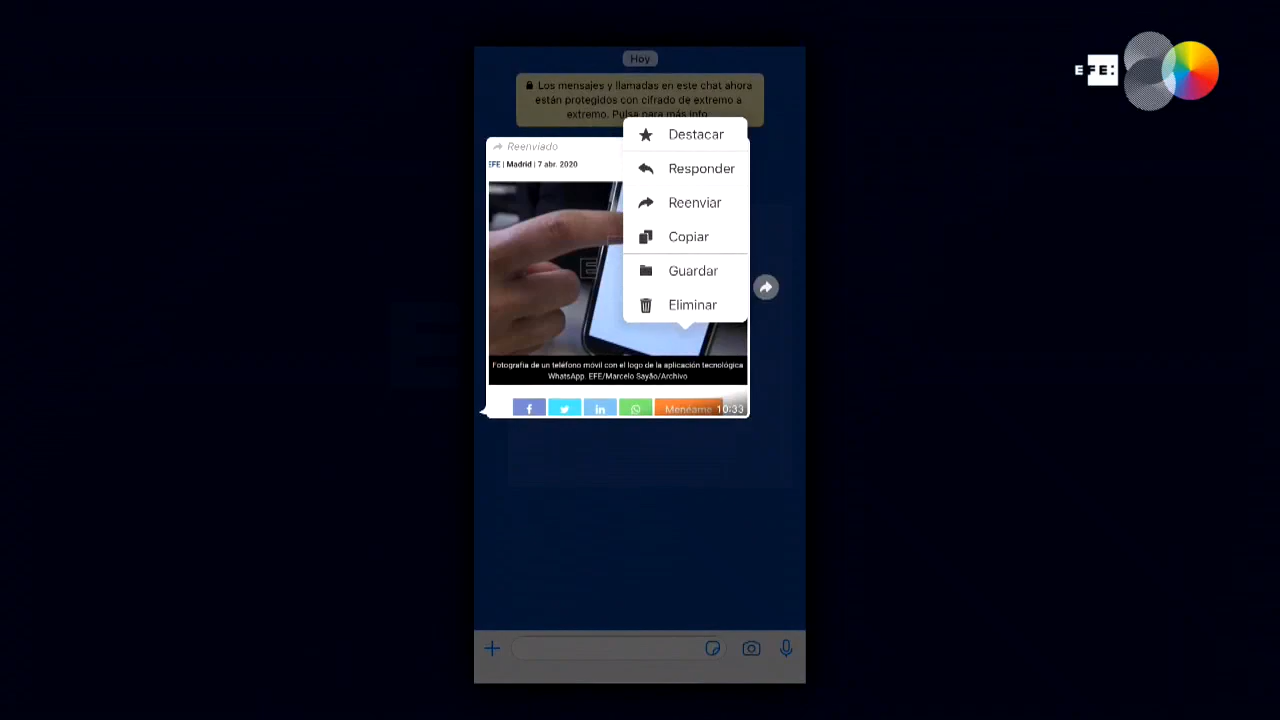 Hoy
Los mensajes y llamadas en este chat ahora
están protegidos con cifrado de extremo a
extremo. Pulsa para más info.
Reenviado
EFE | Madrid | 7 abr. 2020
Destacar
Responder
Reenviar
Copiar
Guardar
Eliminar
Fotografía de un teléfono móvil con el logo de la aplicación tecnológica
WhatsApp. EFE/Marcelo Sayão/Archivo
Menéame
10:33
EFE: